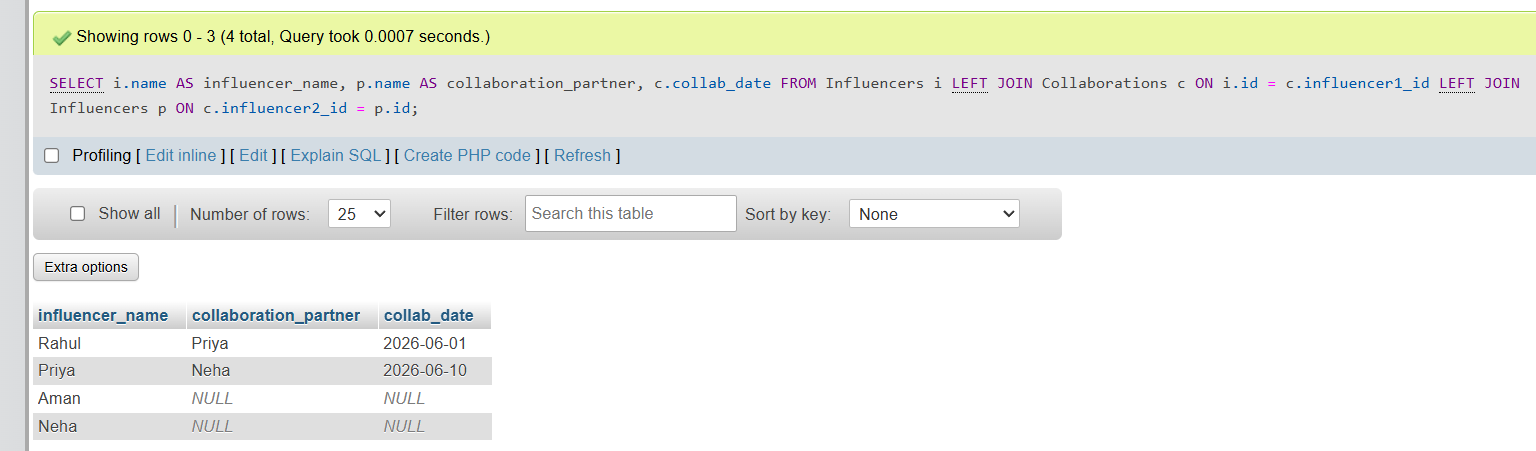 Showing rows 0 - 3 (4 total, Query took 0.0007 seconds.)
SELECT i.name AS influencer_name, p.name AS collaboration_partner, c.collab_date FROM Influencers i LEFT JOIN Collaborations c ON i.id = c.influencer1_id LEFT JOIN
Influencers p ON c.influencer2_id = p.id;
Profiling [ Edit inline ] [ Edit ] [ Explain SQL ] [ Create PHP code ] [ Refresh ]
Show all Number of rows: 25 Filter rows: Search this table Sort by key: None
Extra options
influencer_name collaboration_partner collab_date
Rahul Priya 2026-06-01
Priya Neha 2026-06-10
Aman NULL NULL
Neha NULL NULL